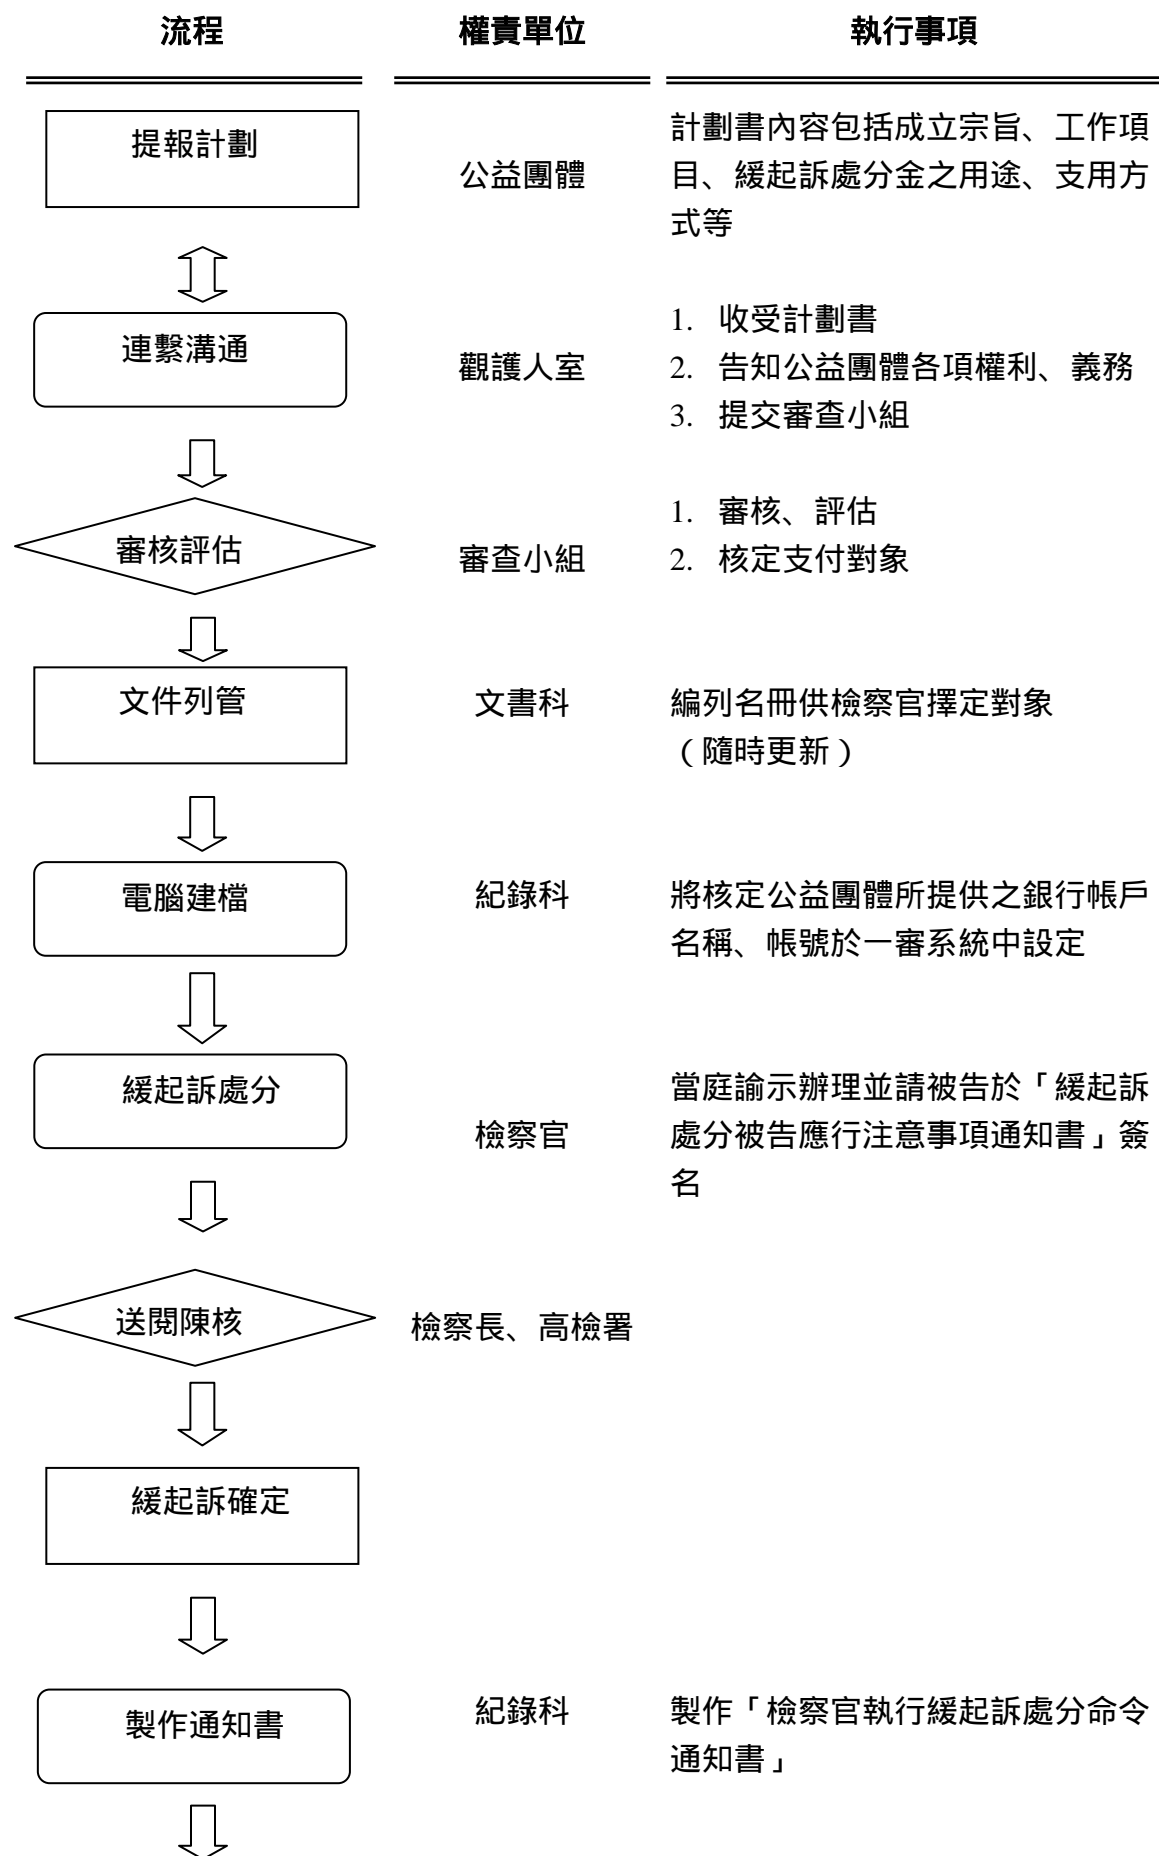 流程 權責單位 執行事項
提報計劃
公益團體
計劃書內容包括成立宗旨、工作項
目、緩起訴處分金之用途、支用方
式等
連繫溝通
觀護人室
1. 收受計劃書
2. 告知公益團體各項權利、義務
3. 提交審查小組
審核評估
審查小組
1. 審核、評估
2. 核定支付對象
文件列管
文書科
編列名冊供檢察官擇定對象
（隨時更新）
電腦建檔
紀錄科
將核定公益團體所提供之銀行帳戶
名稱、帳號於一審系統中設定
緩起訴處分
檢察官
當庭諭示辦理並請被告於「緩起訴
處分被告應行注意事項通知書」簽
名
送閱陳核
檢察長、高檢署
緩起訴確定
製作通知書
紀錄科
製作「檢察官執行緩起訴處分命令
通知書」